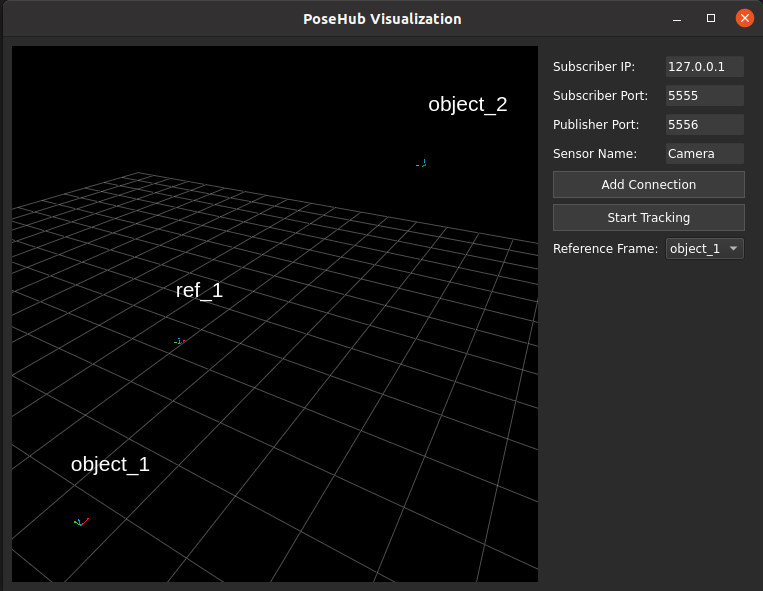 PoseHub Visualization
object_2
ref_1
object_1
Subscriber IP: 127.0.0.1
Subscriber Port: 5555
Publisher Port: 5556
Sensor Name: Camera
Add Connection
Start Tracking
Reference Frame: object_1